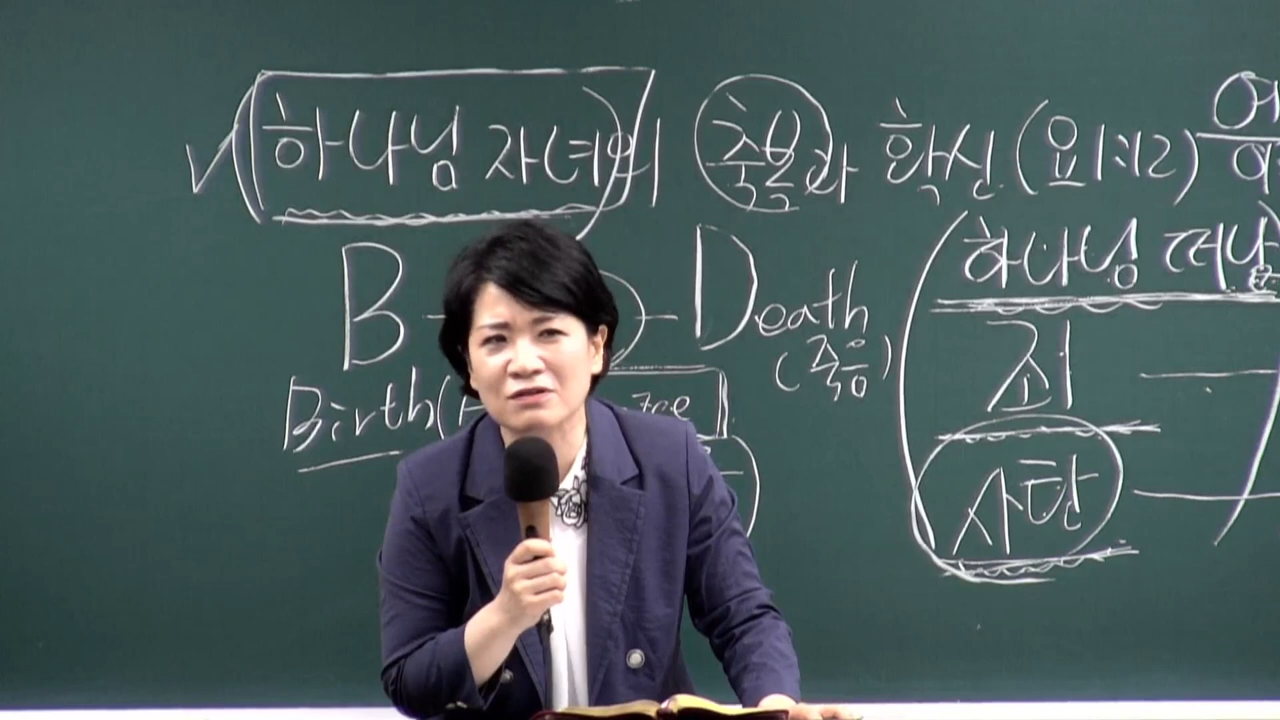 하나님 자녀의 축복과 확신 (요1:12)
하나님 떠남
B - - Death
(죽음)
죄
Birth(
사탄